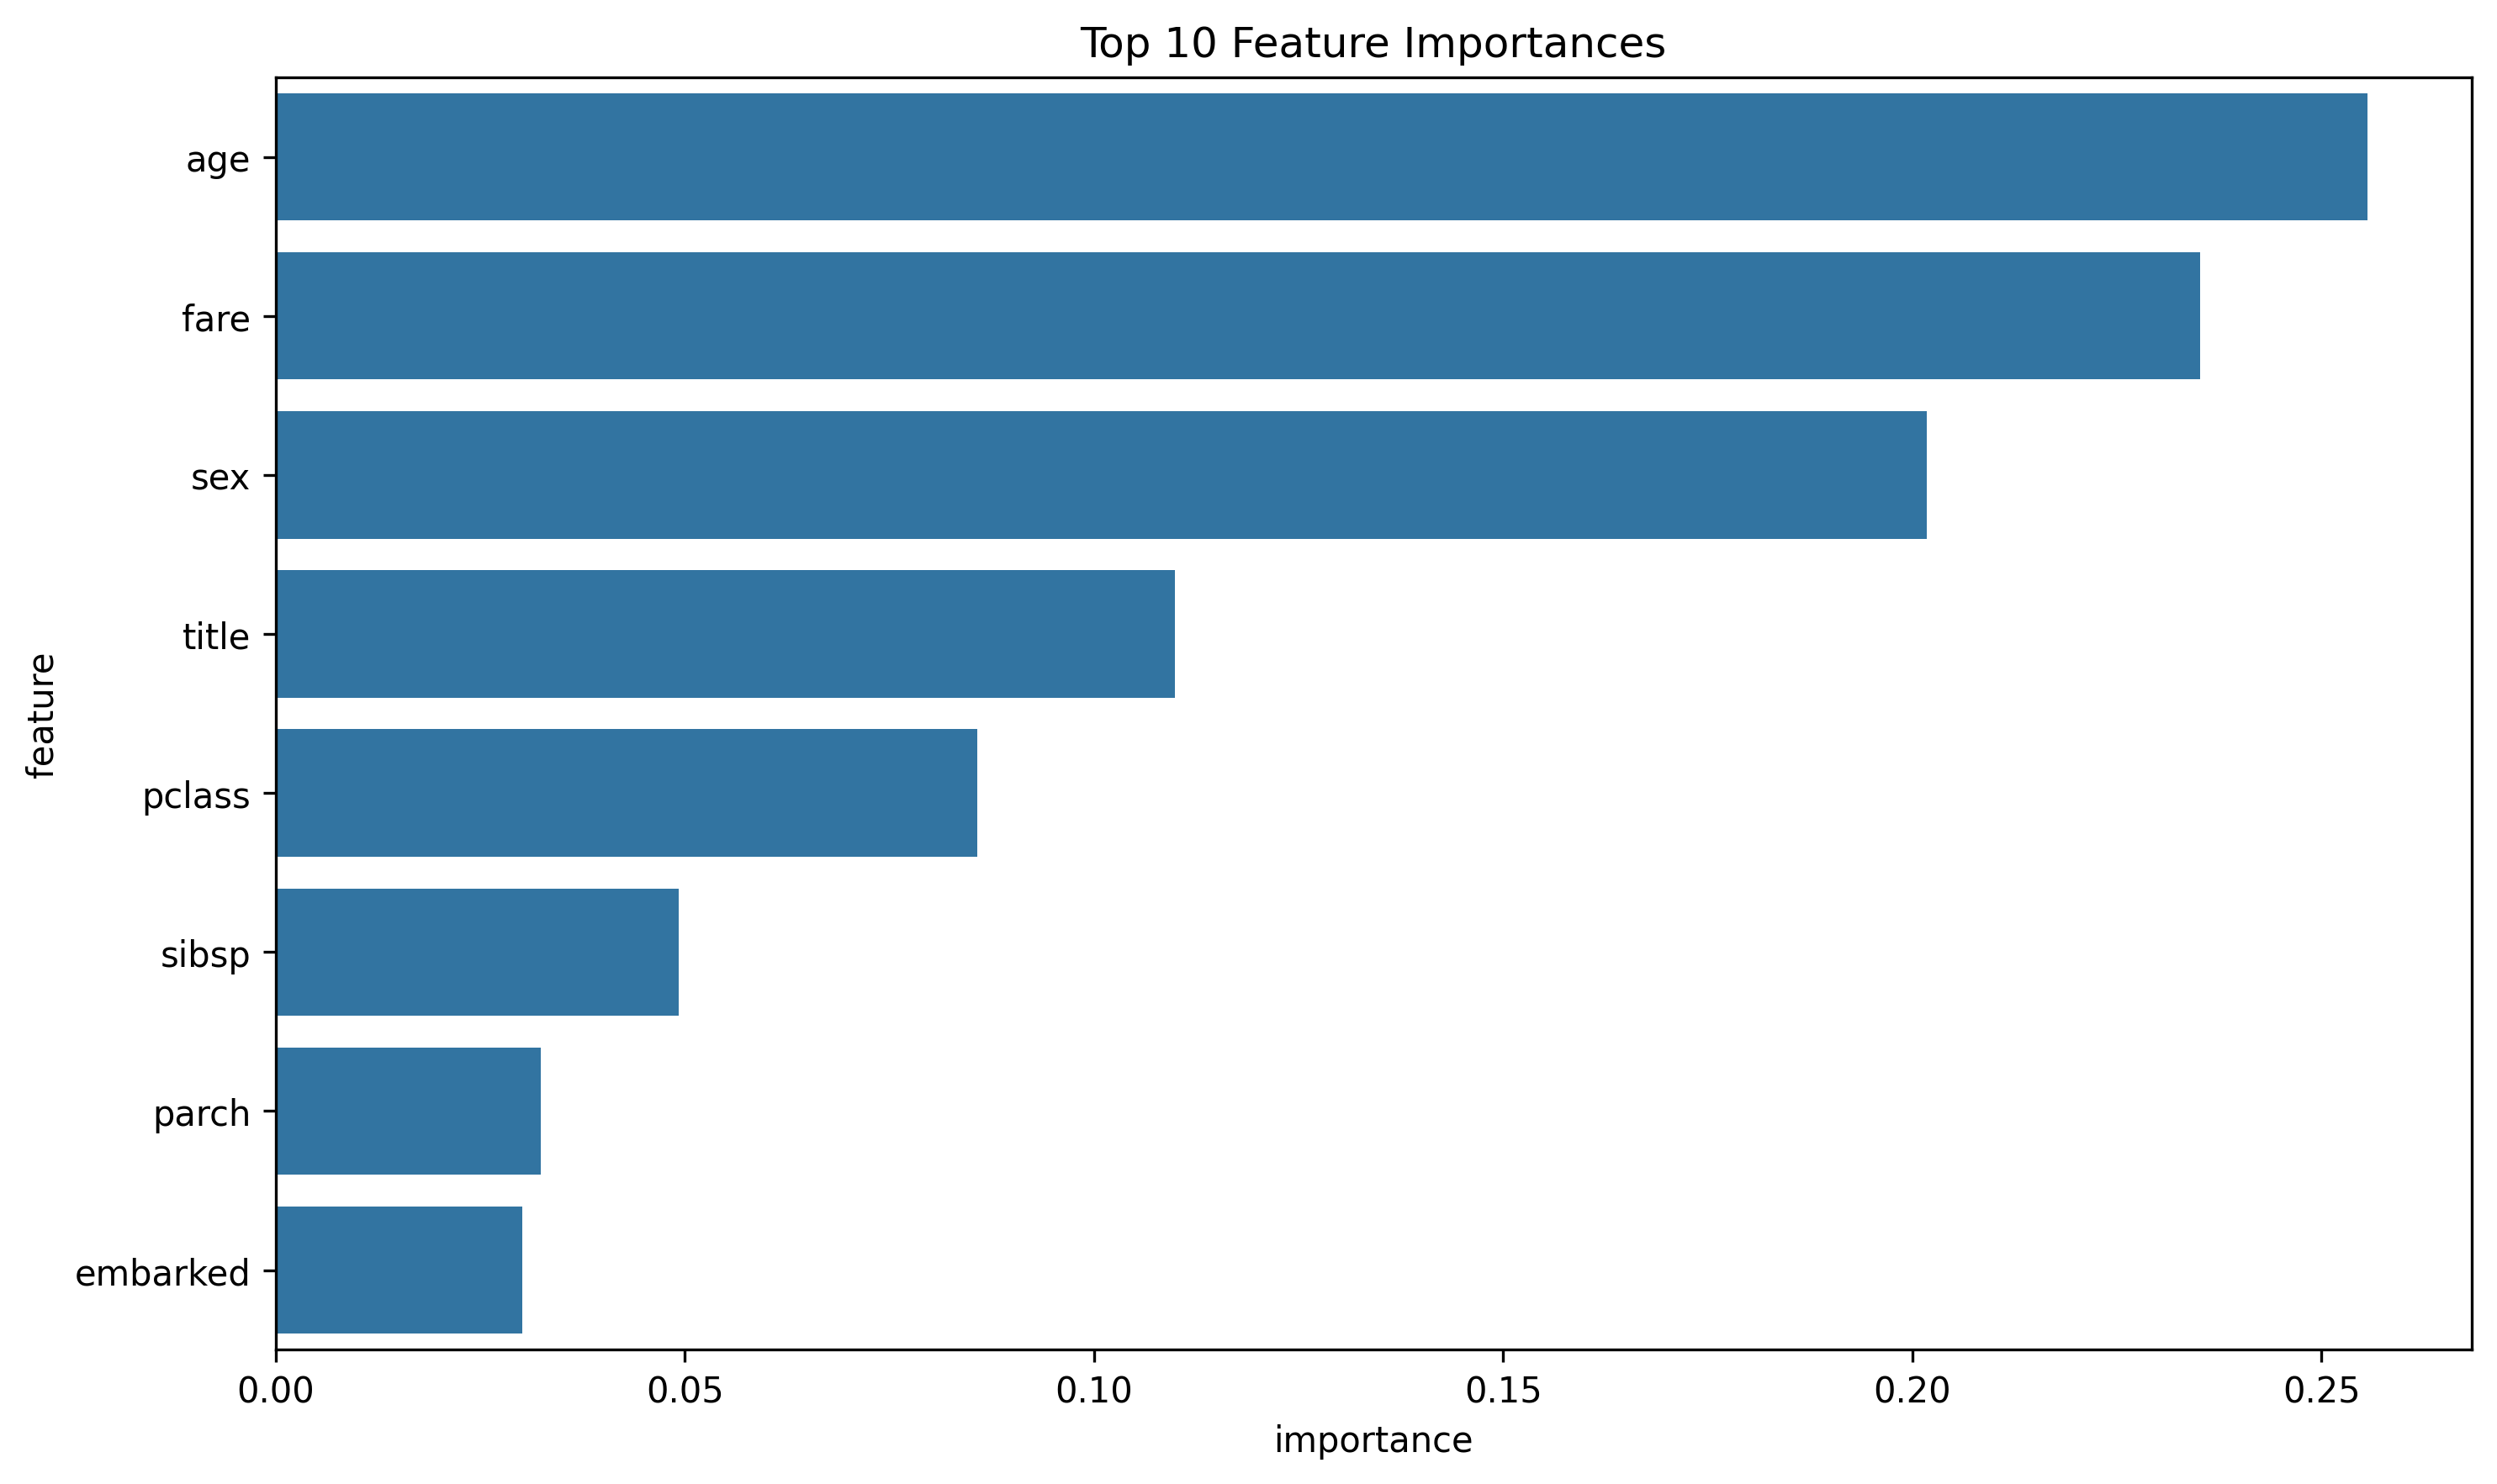 Top 10 Feature Importances
feature
age
fare
sex
title
pclass
sibsp
parch
embarked
0.00 0.05 0.10 0.15 0.20 0.25
importance